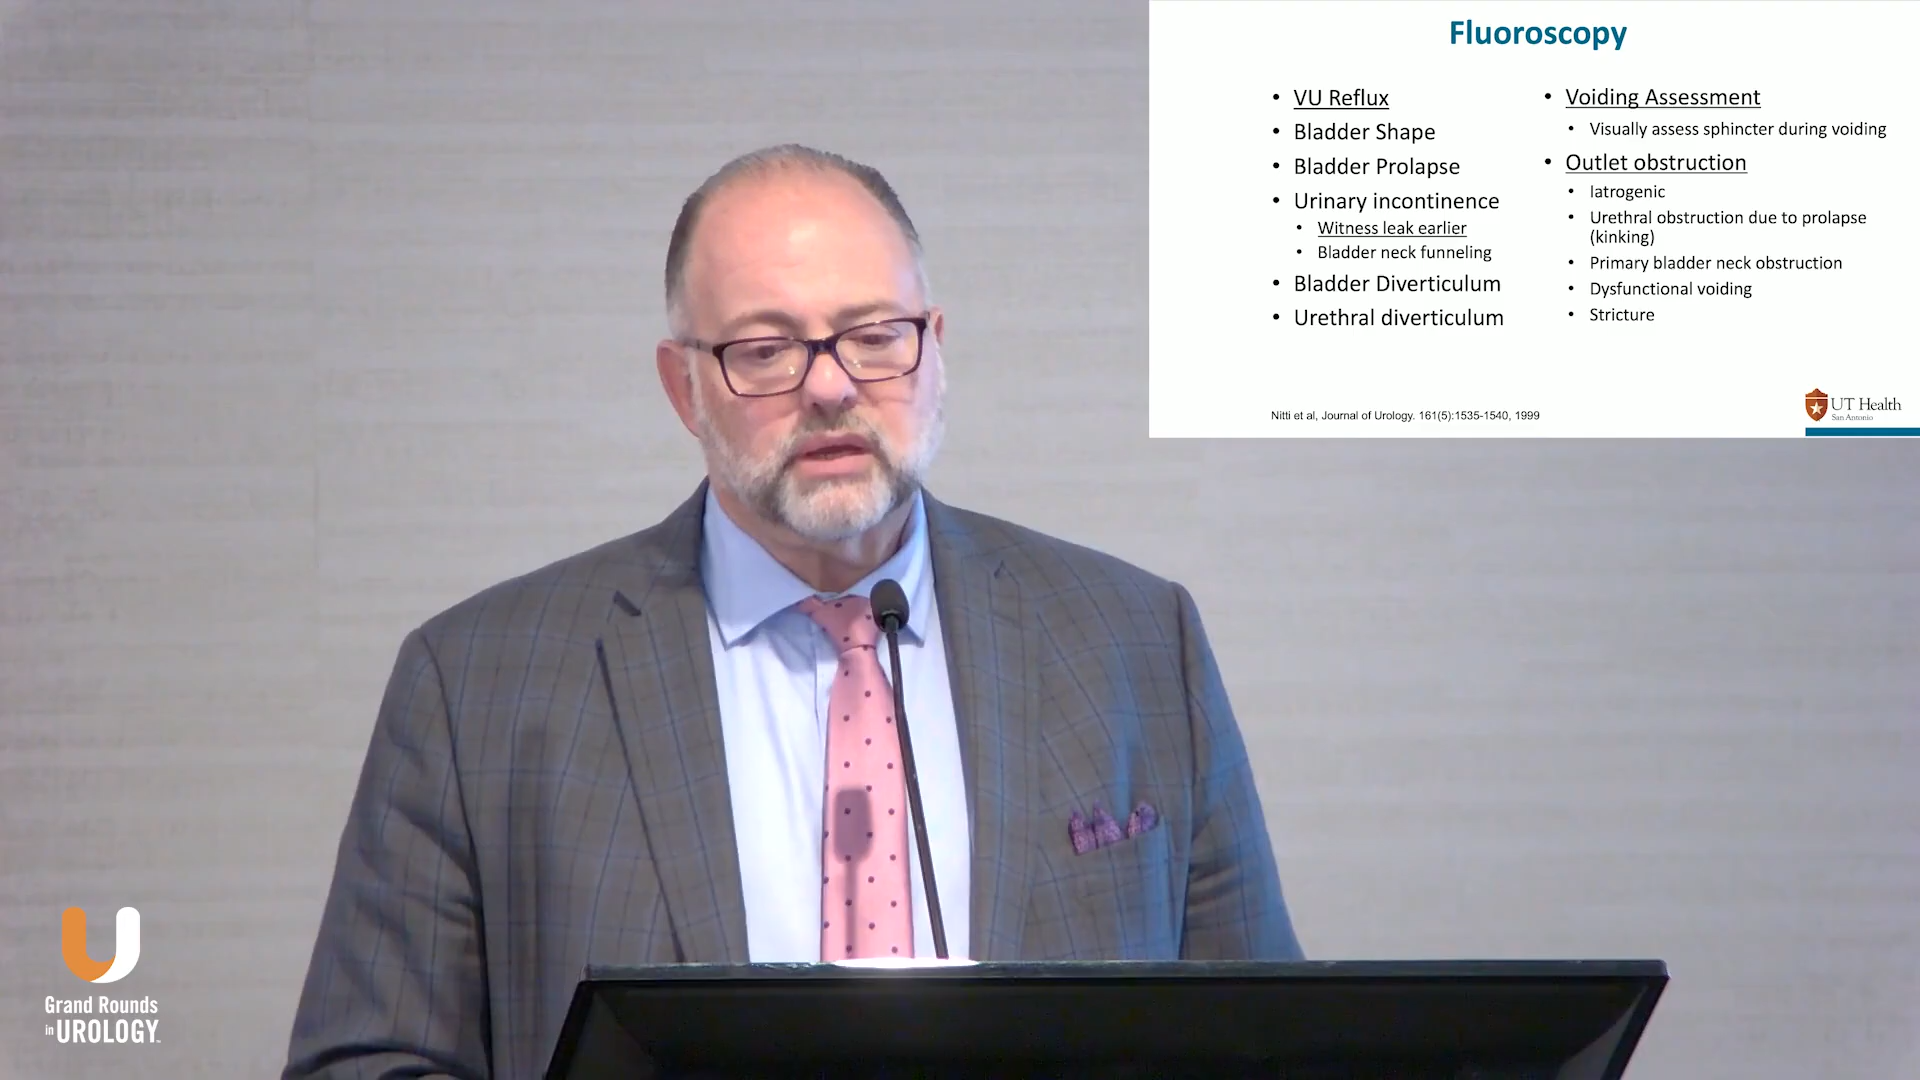 Fluoroscopy
• VU Reflux
• Bladder Shape
• Bladder Prolapse
• Urinary incontinence
• Witness leak earlier
• Bladder neck funneling
• Bladder Diverticulum
• Urethral diverticulum
• Voiding Assessment
• Visually assess sphincter during voiding
• Outlet obstruction
• Iatrogenic
• Urethral obstruction due to prolapse
(kinking)
• Primary bladder neck obstruction
• Dysfunctional voiding
• Stricture
Nitti et al, Journal of Urology. 161(5):1535-1540, 1999
UT Health
San Antonio
Grand Rounds
in UROLOGY™